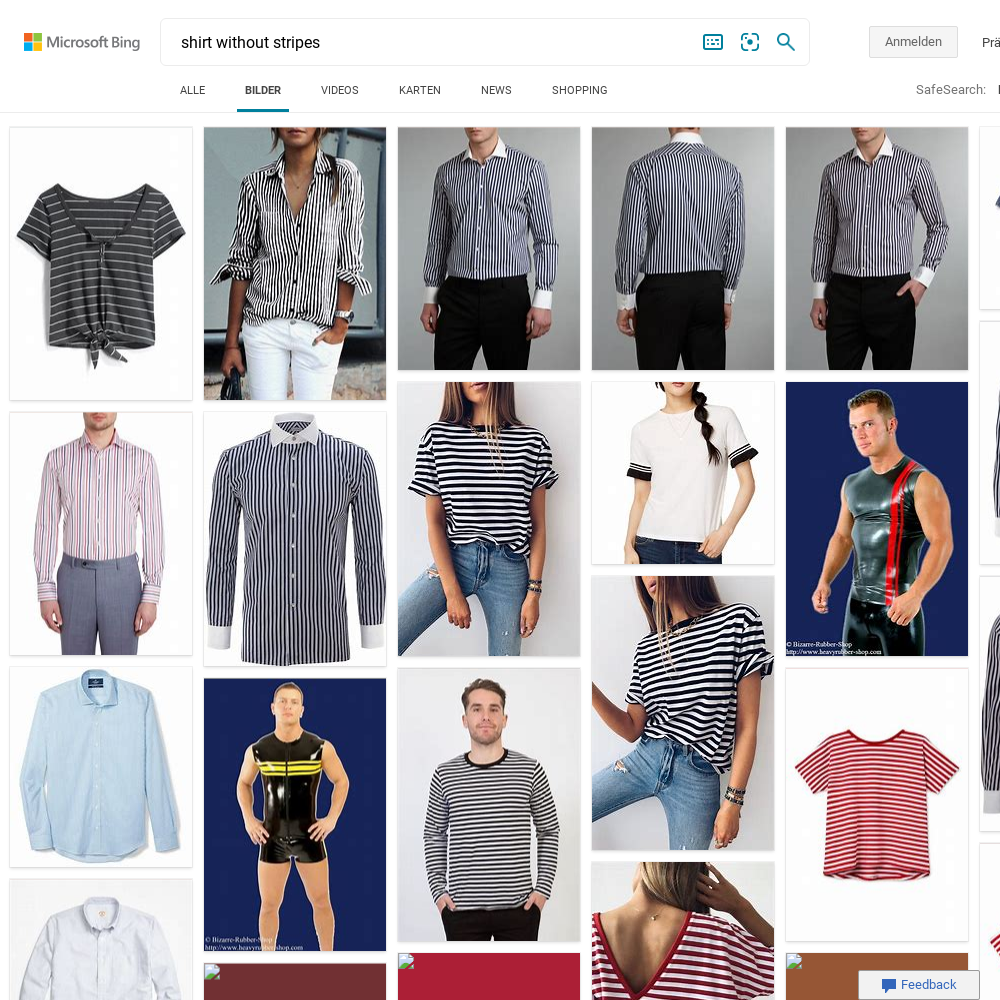 Microsoft Bing
shirt without stripes
Anmelden
Prä
ALLE
BILDER
VIDEOS
KARTEN
NEWS
SHOPPING
SafeSearch:
© Bizarre-Rubber-Shop
http://www.heavyrubber-shop.com
© Bizarre-Rubber-Shop
http://www.heavyrubber-shop.com
Feedback